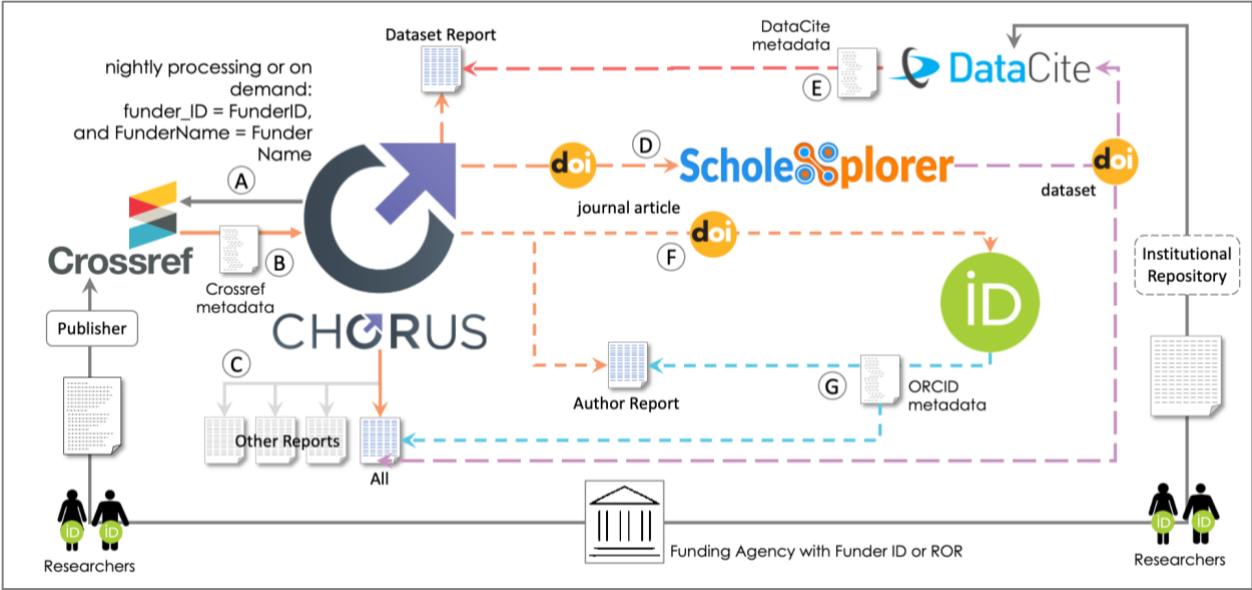 Dataset Report
DataCite
metadata
E
DataCite
nightly processing or on
demand:
funder_ID = FunderID,
and FunderName = Funder
Name
A
doi
D
ScholeXplorer
doi
dataset
journal article
Crossref
B
Crossref
metadata
doi
F
iD
Institutional
Repository
Publisher
CHORUS
C
Author Report
G
ORCID
metadata
Other Reports
All
iD
iD
Researchers
Funding Agency with Funder ID or ROR
iD
iD
Researchers